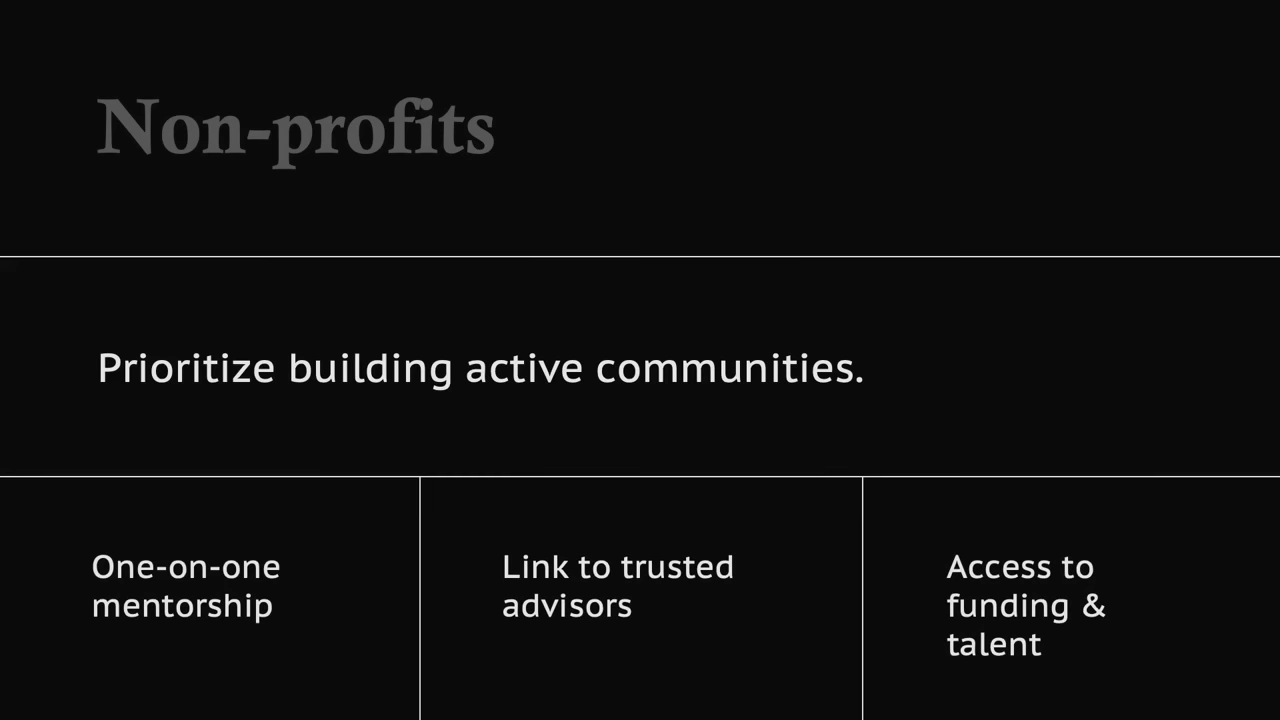 Non-profits
Prioritize building active communities.
One-on-one
mentorship
Link to trusted
advisors
Access to
funding &
talent